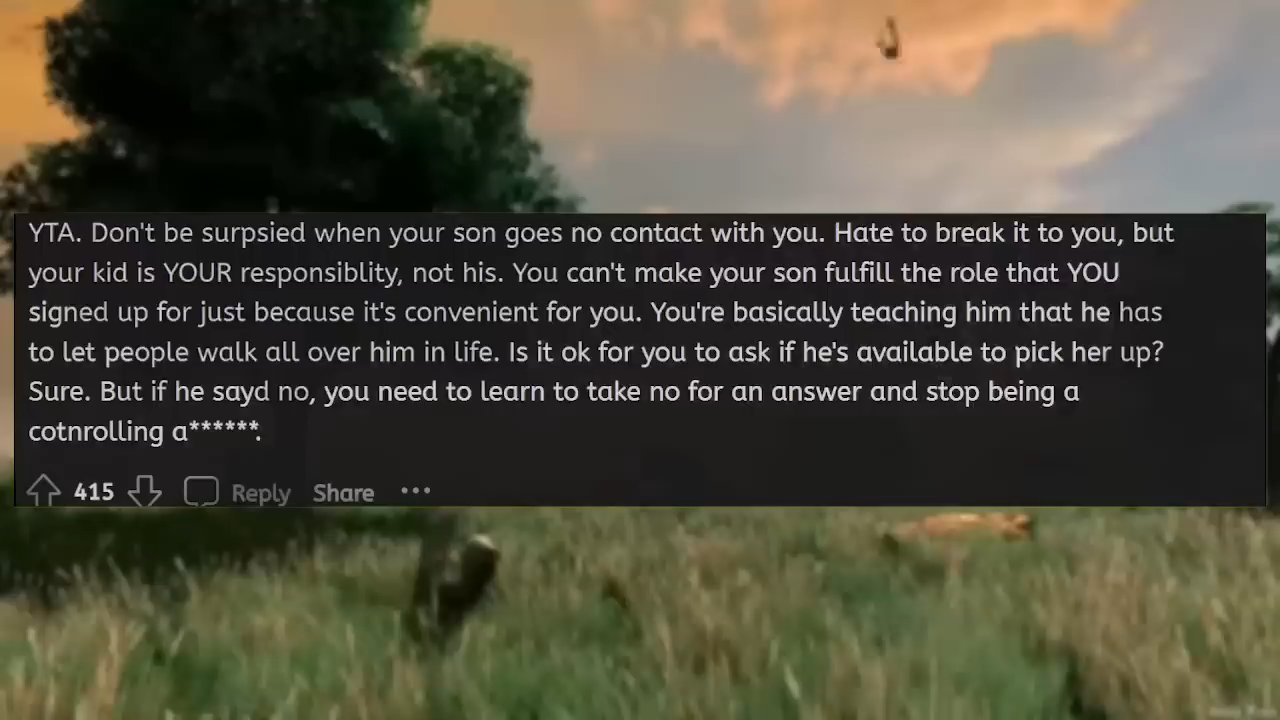 YTA. Don't be surpsied when your son goes no contact with you. Hate to break it to you, but
your kid is YOUR responsiblity, not his. You can't make your son fulfill the role that YOU
signed up for just because it's convenient for you. You're basically teaching him that he has
to let people walk all over him in life. Is it ok for you to ask if he's available to pick her up?
Sure. But if he sayd no, you need to learn to take no for an answer and stop being a
cotnrolling a******.
415 Reply Share ···